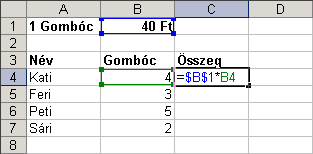 A B C D
1 1 Gombóc 40 Ft
2
3 Név Gombóc Összeg
4 Kati 4 =$B$1*B4
5 Feri 3
6 Peti 5
7 Sári 2
8